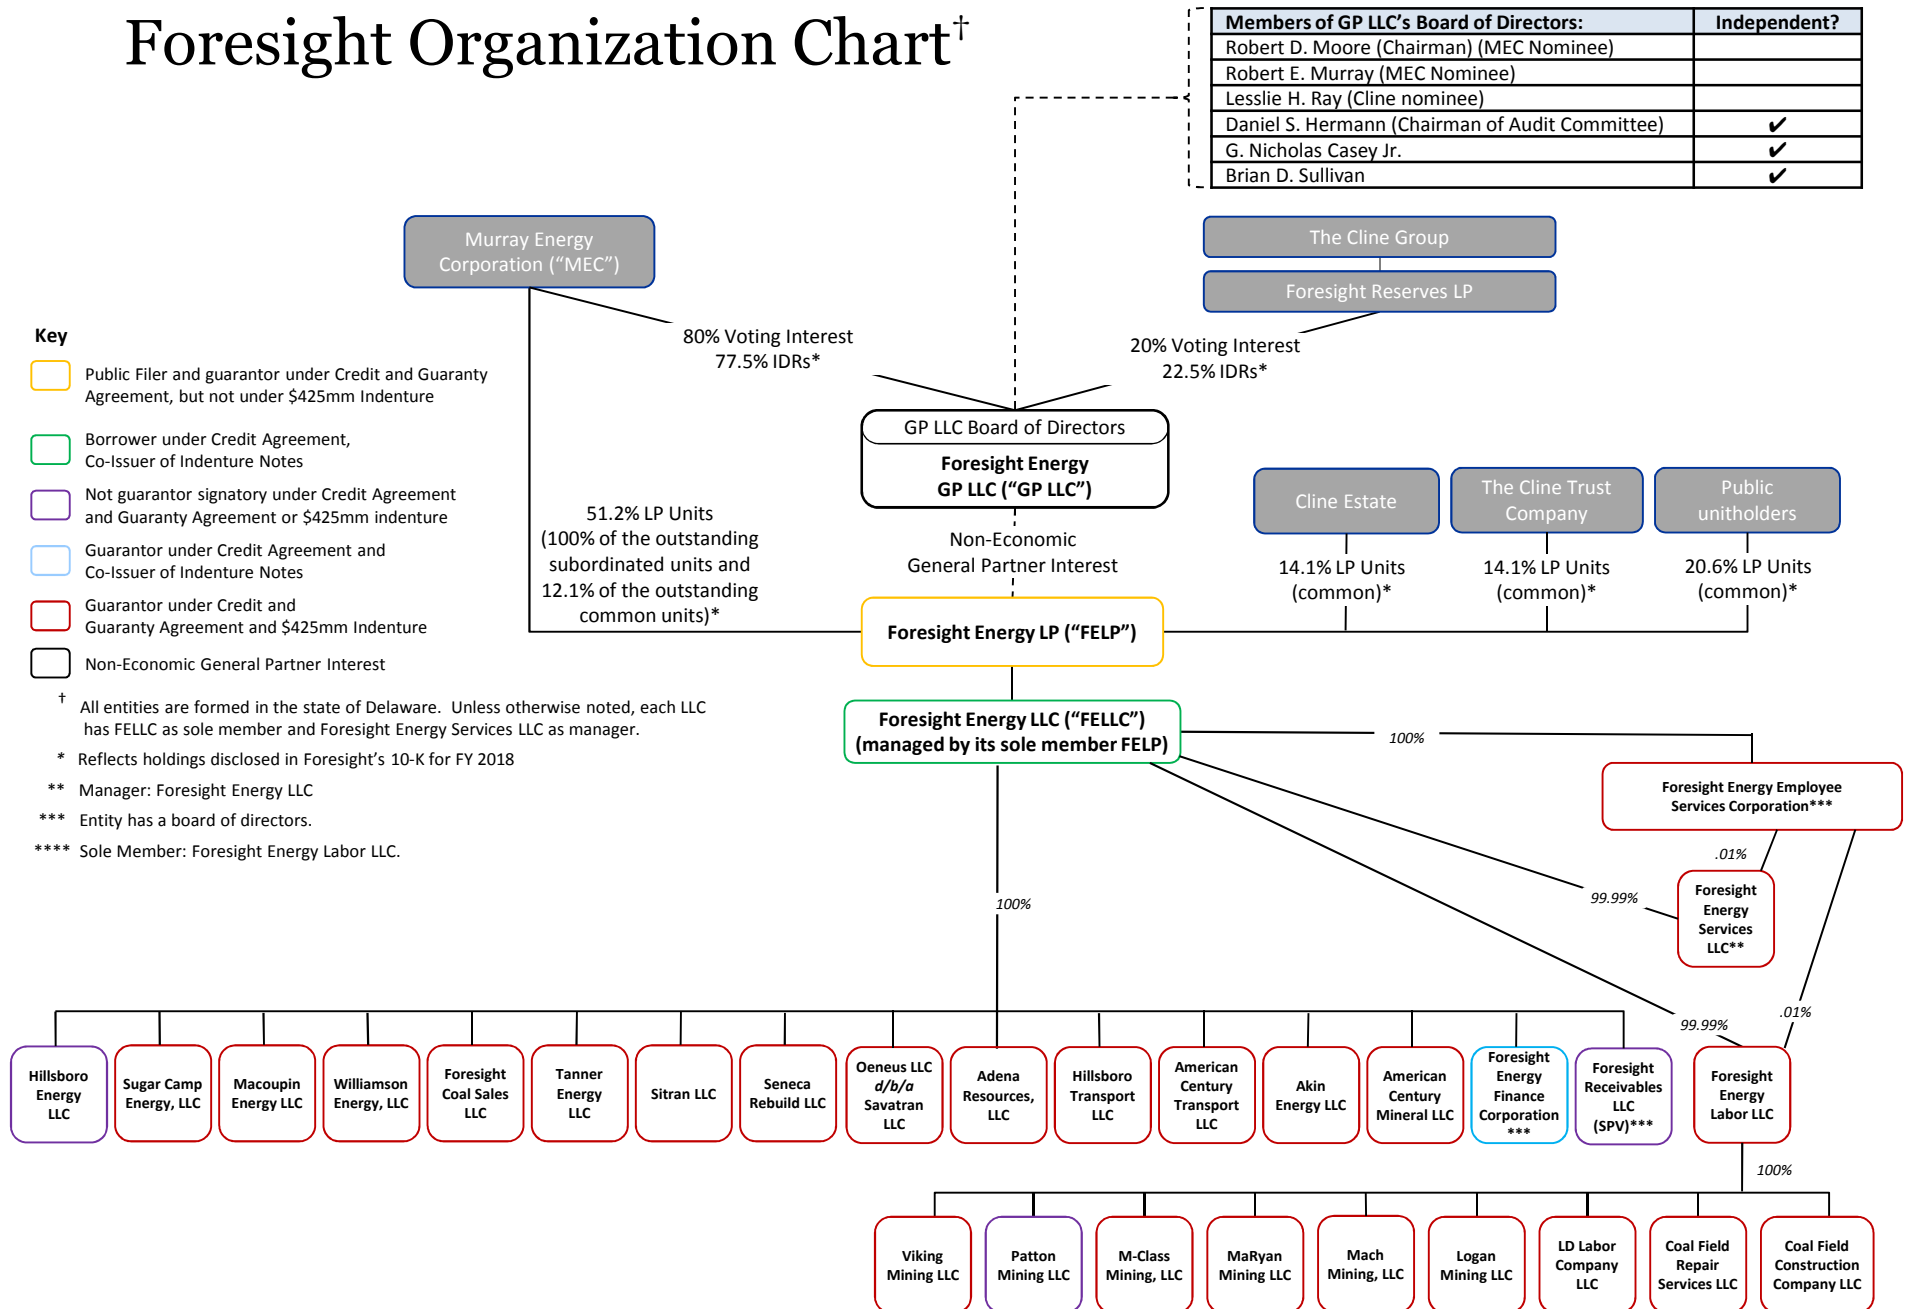 Foresight Organization Chart†
Members of GP LLC’s Board of Directors: Independent?
Robert D. Moore (Chairman) (MEC Nominee)
Robert E. Murray (MEC Nominee)
Lesslie H. Ray (Cline nominee)
Daniel S. Hermann (Chairman of Audit Committee) ✔
G. Nicholas Casey Jr. ✔
Brian D. Sullivan ✔
Murray Energy
Corporation (“MEC”)
The Cline Group
Foresight Reserves LP
80% Voting Interest
77.5% IDRs*
20% Voting Interest
22.5% IDRs*
Key
Public Filer and guarantor under Credit and Guaranty
Agreement, but not under $425mm Indenture
Borrower under Credit Agreement,
Co-Issuer of Indenture Notes
Not guarantor signatory under Credit Agreement
and Guaranty Agreement or $425mm indenture
Guarantor under Credit Agreement and
Co-Issuer of Indenture Notes
Guarantor under Credit and
Guaranty Agreement and $425mm Indenture
Non-Economic General Partner Interest
† All entities are formed in the state of Delaware. Unless otherwise noted, each LLC
has FELLC as sole member and Foresight Energy Services LLC as manager.
* Reflects holdings disclosed in Foresight’s 10-K for FY 2018
** Manager: Foresight Energy LLC
*** Entity has a board of directors.
**** Sole Member: Foresight Energy Labor LLC.
GP LLC Board of Directors
Foresight Energy
GP LLC (“GP LLC”)
51.2% LP Units
(100% of the outstanding
subordinated units and
12.1% of the outstanding
common units)*
Non-Economic
General Partner Interest
Cline Estate
The Cline Trust
Company
Public
unitholders
14.1% LP Units
(common)*
14.1% LP Units
(common)*
20.6% LP Units
(common)*
Foresight Energy LP (“FELP”)
Foresight Energy LLC (“FELLC”)
(managed by its sole member FELP)
100%
Foresight Energy Employee
Services Corporation***
.01%
99.99%
Foresight
Energy
Services
LLC**
100%
.01%
99.99%
Hillsboro
Energy
LLC
Sugar Camp
Energy, LLC
Macoupin
Energy LLC
Williamson
Energy, LLC
Foresight
Coal Sales
LLC
Tanner
Energy
LLC
Sitran LLC
Seneca
Rebuild LLC
Oeneus LLC
d/b/a
Savatran
LLC
Adena
Resources,
LLC
Hillsboro
Transport
LLC
American
Century
Transport
LLC
Akin
Energy LLC
American
Century
Mineral LLC
Foresight
Energy
Finance
Corporation
***
Foresight
Receivables
LLC
(SPV)***
Foresight
Energy
Labor LLC
100%
Viking
Mining LLC
Patton
Mining LLC
M-Class
Mining, LLC
MaRyan
Mining LLC
Mach
Mining, LLC
Logan
Mining LLC
LD Labor
Company
LLC
Coal Field
Repair
Services LLC
Coal Field
Construction
Company LLC